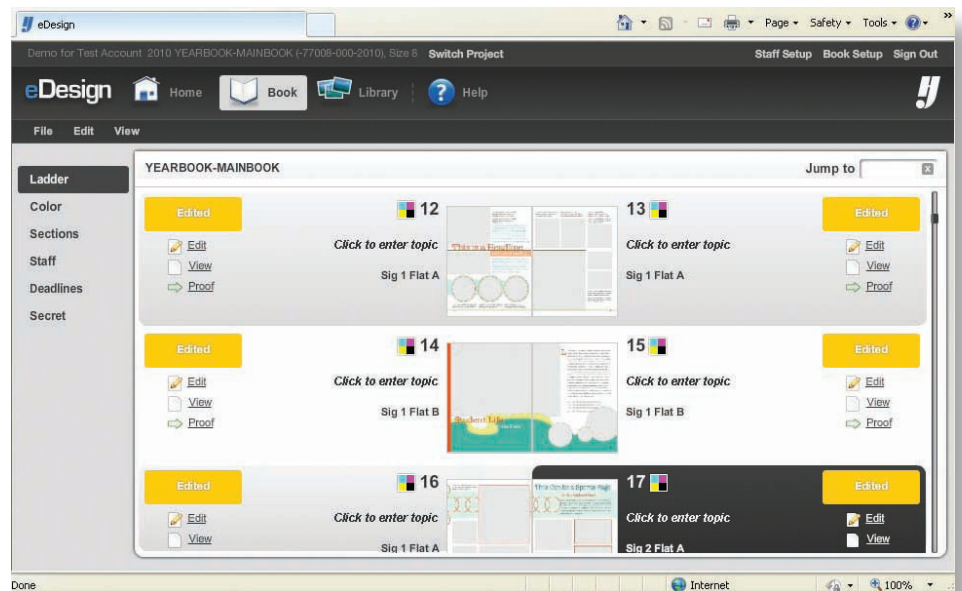 eDesign
Page Safety Tools
Demo for Test Account 2010 YEARBOOK-MAINBOOK (-77008-000-2010), Size 8 Switch Project Staff Setup Book Setup Sign Out
eDesign Home Book Library Help
File Edit View
Ladder
Color
Sections
Staff
Deadlines
Secret
YEARBOOK-MAINBOOK Jump to
Edited 12 13 Edited
Edit Click to enter topic This is a Headline Click to enter topic Edit
View Sig 1 Flat A Sig 1 Flat A View
Proof Proof
Edited 14 15 Edited
Edit Click to enter topic Click to enter topic Edit
View Sig 1 Flat B Student Life Sig 1 Flat B View
Proof Proof
Edited 16 17 Edited
Edit Click to enter topic Click to enter topic Edit
View Sig 1 Flat A Sig 2 Flat A View
Done Internet 100%